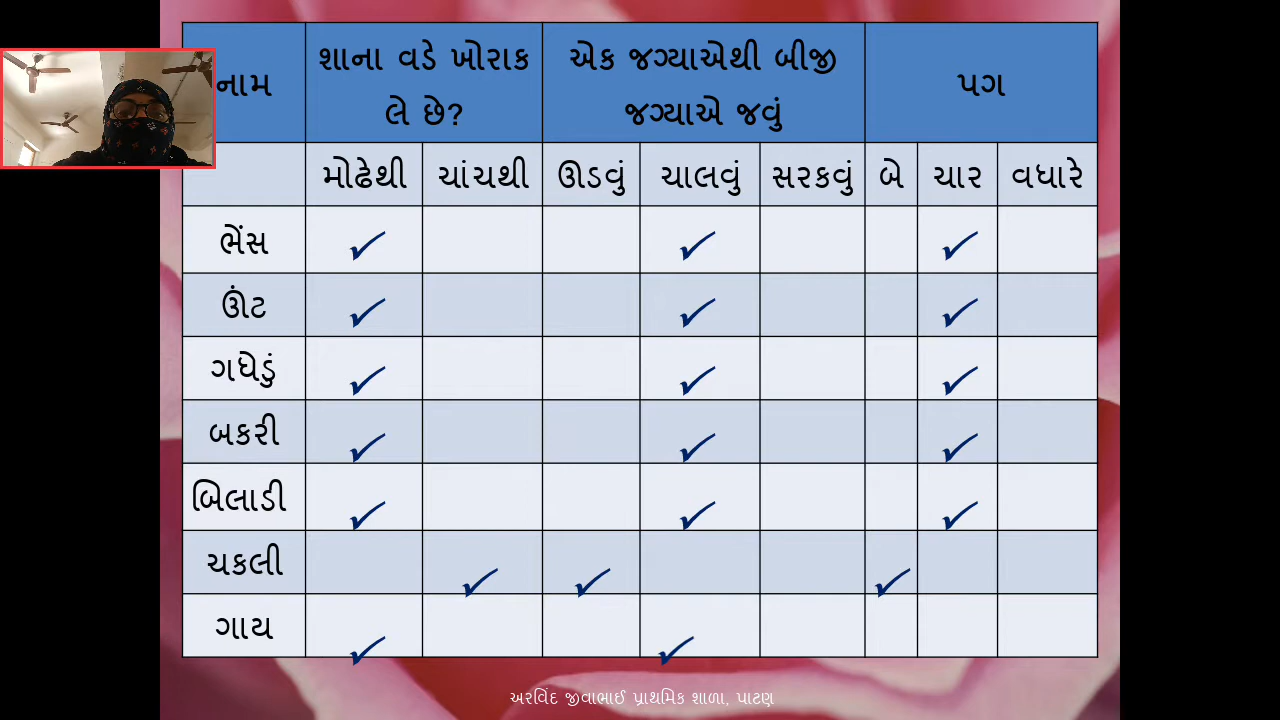 નામ શાના વડે ખોરાક લે છે? એક જગ્યાએથી બીજી જગ્યાએ જવું પગ
મોઢેથી ચાંચથી ઊડવું ચાલવું સરકવું બે ચાર વધારે
ભેંસ ✓ ✓ ✓
ઊંટ ✓ ✓ ✓
ગધેડું ✓ ✓ ✓
બકરી ✓ ✓ ✓
બિલાડી ✓ ✓ ✓
ચકલી ✓ ✓ ✓
ગાય ✓ ✓
અરવિંદ જીવાભાઈ પ્રાથમિક શાળા, પાટણ